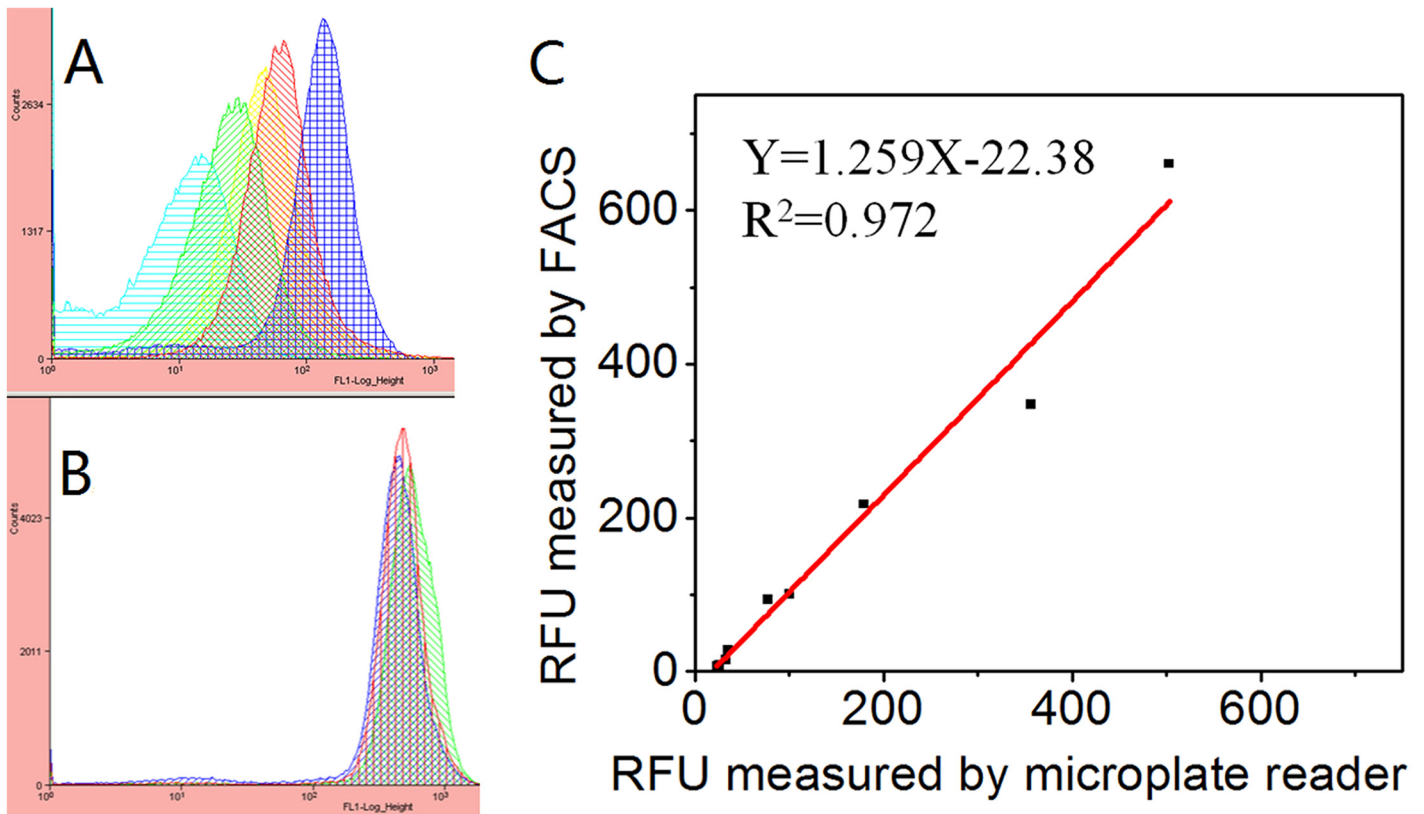 A
Counts
2634
1317
0
10⁰ 10¹ 10² 10³
FL1-Log_Height
B
Counts
4023
2011
0
10⁰ 10¹ 10² 10³
FL1-Log_Height
C
Y=1.259X-22.38
R²=0.972
RFU measured by FACS
600
400
200
0
0 200 400 600
RFU measured by microplate reader